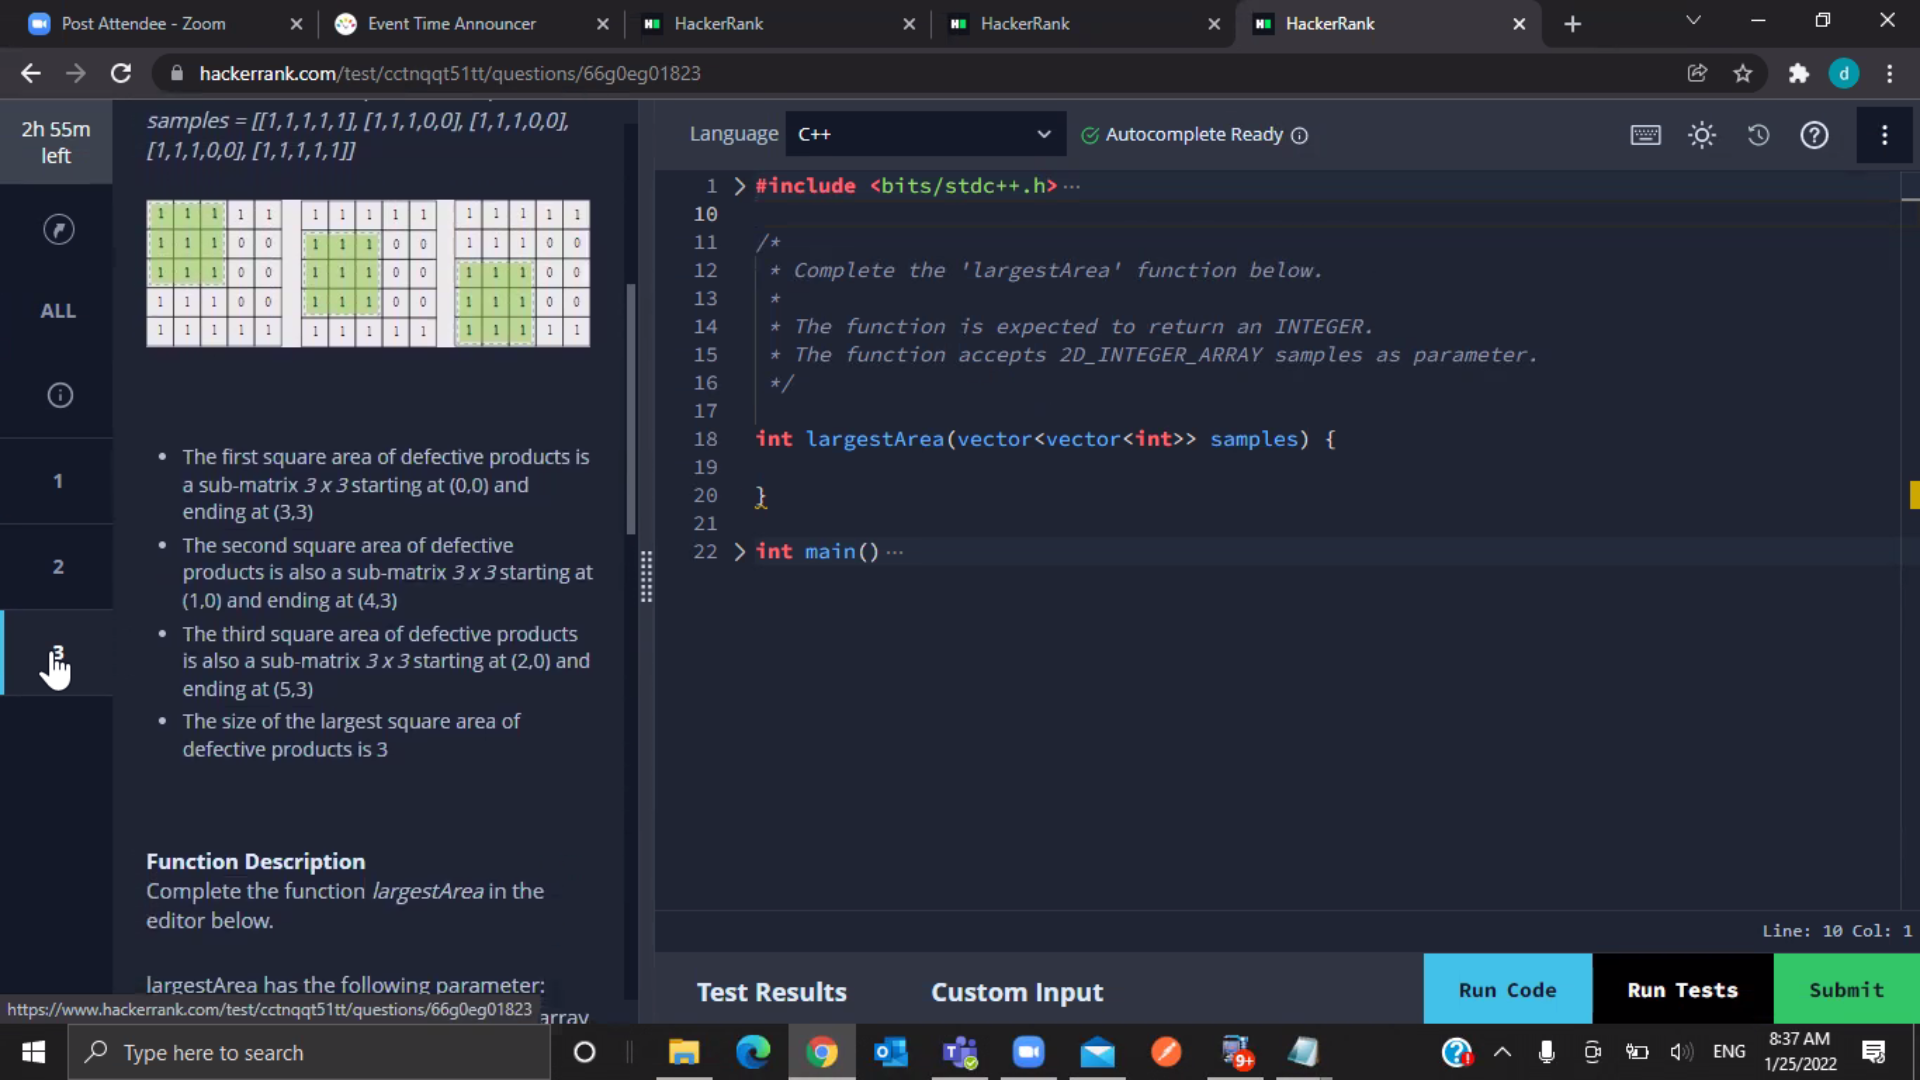 Post Attendee - Zoom
Event Time Announcer
HackerRank
HackerRank
HackerRank
hackerrank.com/test/cctnqqt51tt/questions/66g0eg01823
d
2h 55m
left
ALL
1
2
3
samples = [[1,1,1,1,1], [1,1,1,0,0], [1,1,1,0,0],
[1,1,1,0,0], [1,1,1,1,1]]
1 1 1 1 1 1 1 1 1 1 1 1 1 1 1
1 1 1 0 0 1 1 1 0 0 1 1 1 0 0
1 1 1 0 0 1 1 1 0 0 1 1 1 0 0
1 1 1 0 0 1 1 1 0 0 1 1 1 0 0
1 1 1 1 1 1 1 1 1 1 1 1 1 1 1
• The first square area of defective products is
a sub-matrix 3 x 3 starting at (0,0) and
ending at (3,3)
• The second square area of defective
products is also a sub-matrix 3 x 3 starting at
(1,0) and ending at (4,3)
• The third square area of defective products
is also a sub-matrix 3 x 3 starting at (2,0) and
ending at (5,3)
• The size of the largest square area of
defective products is 3
Function Description
Complete the function largestArea in the
editor below.
largestArea has the following parameter:
array
https://www.hackerrank.com/test/cctnqqt51tt/questions/66g0eg01823
Language C++ Autocomplete Ready
1 #include <bits/stdc++.h> ...
10
11 /*
12 * Complete the 'largestArea' function below.
13 *
14 * The function is expected to return an INTEGER.
15 * The function accepts 2D_INTEGER_ARRAY samples as parameter.
16 */
17
18 int largestArea(vector<vector<int>> samples) {
19
20 }
21
22 int main() ...
Line: 10 Col: 1
Test Results Custom Input Run Code Run Tests Submit
Type here to search
9+
ENG
8:37 AM
1/25/2022